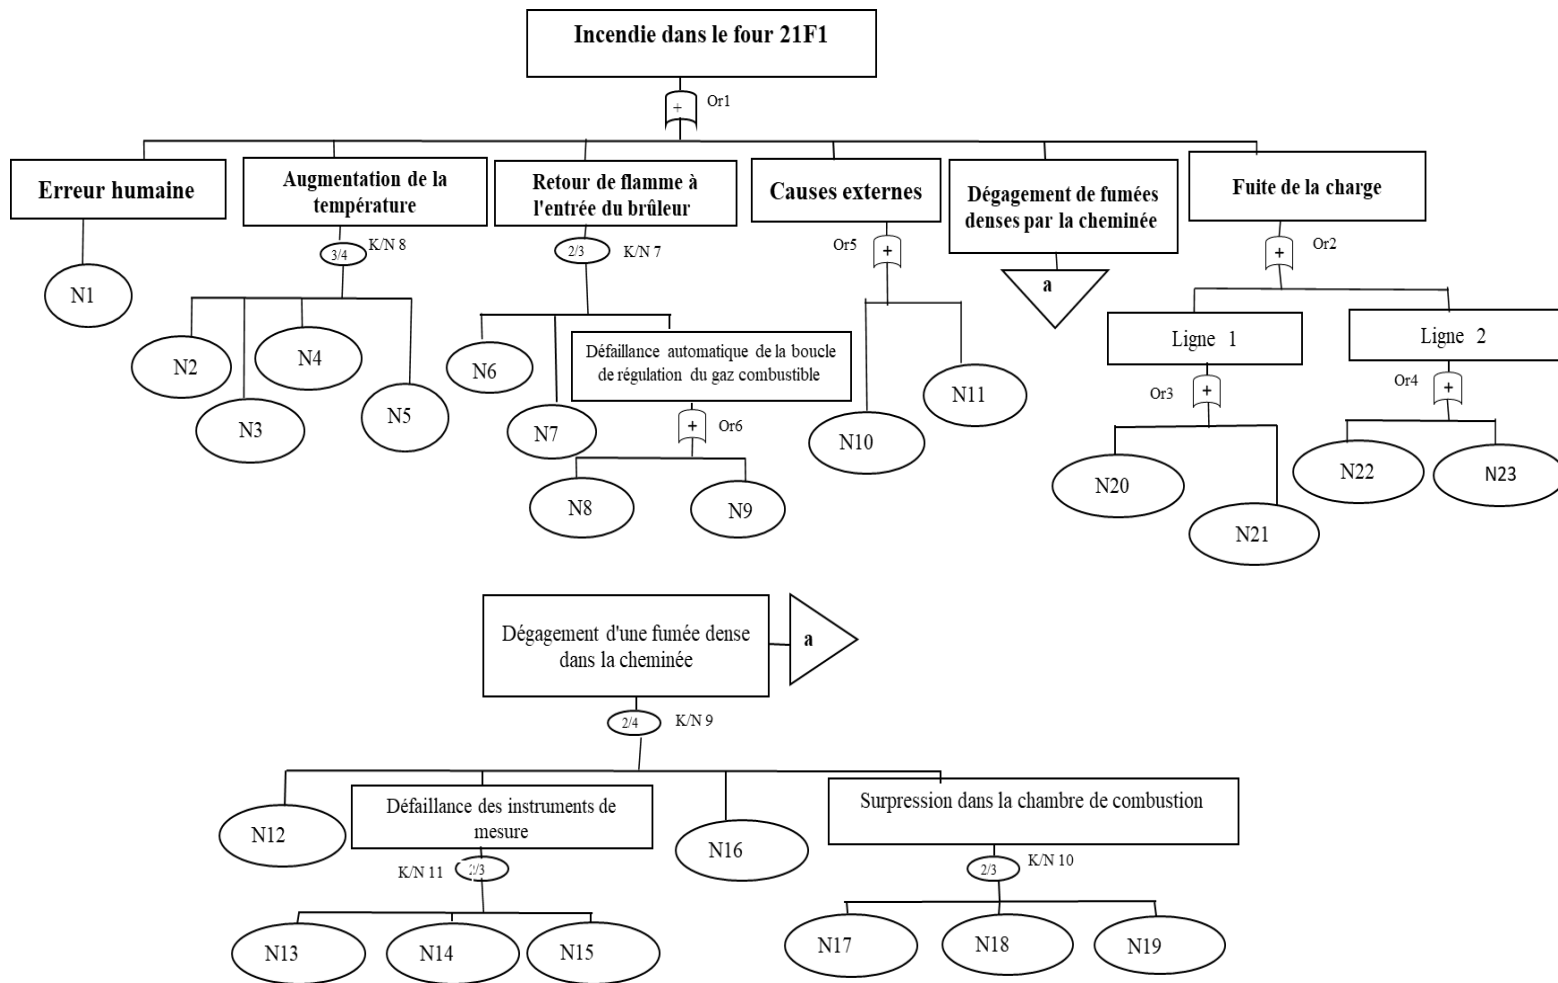 Incendie dans le four 21F1
+
Or1
Erreur humaine
Augmentation de la
température
Retour de flamme à
l'entrée du brûleur
Causes externes
Dégagement de fumées
denses par la cheminée
Fuite de la charge
3/4
K/N 8
2/3
K/N 7
Or5
+
a
+
Or2
N1
N2
N3
N4
N5
N6
N7
Défaillance automatique de la boucle
de régulation du gaz combustible
+
Or6
N8
N9
N10
N11
Ligne 1
Ligne 2
Or3
+
Or4
+
N20
N21
N22
N23
Dégagement d'une fumée dense
dans la cheminée
a
2/4
K/N 9
N12
Défaillance des instruments de
mesure
N16
Surpression dans la chambre de combustion
K/N 11
2/3
2/3
K/N 10
N13
N14
N15
N17
N18
N19